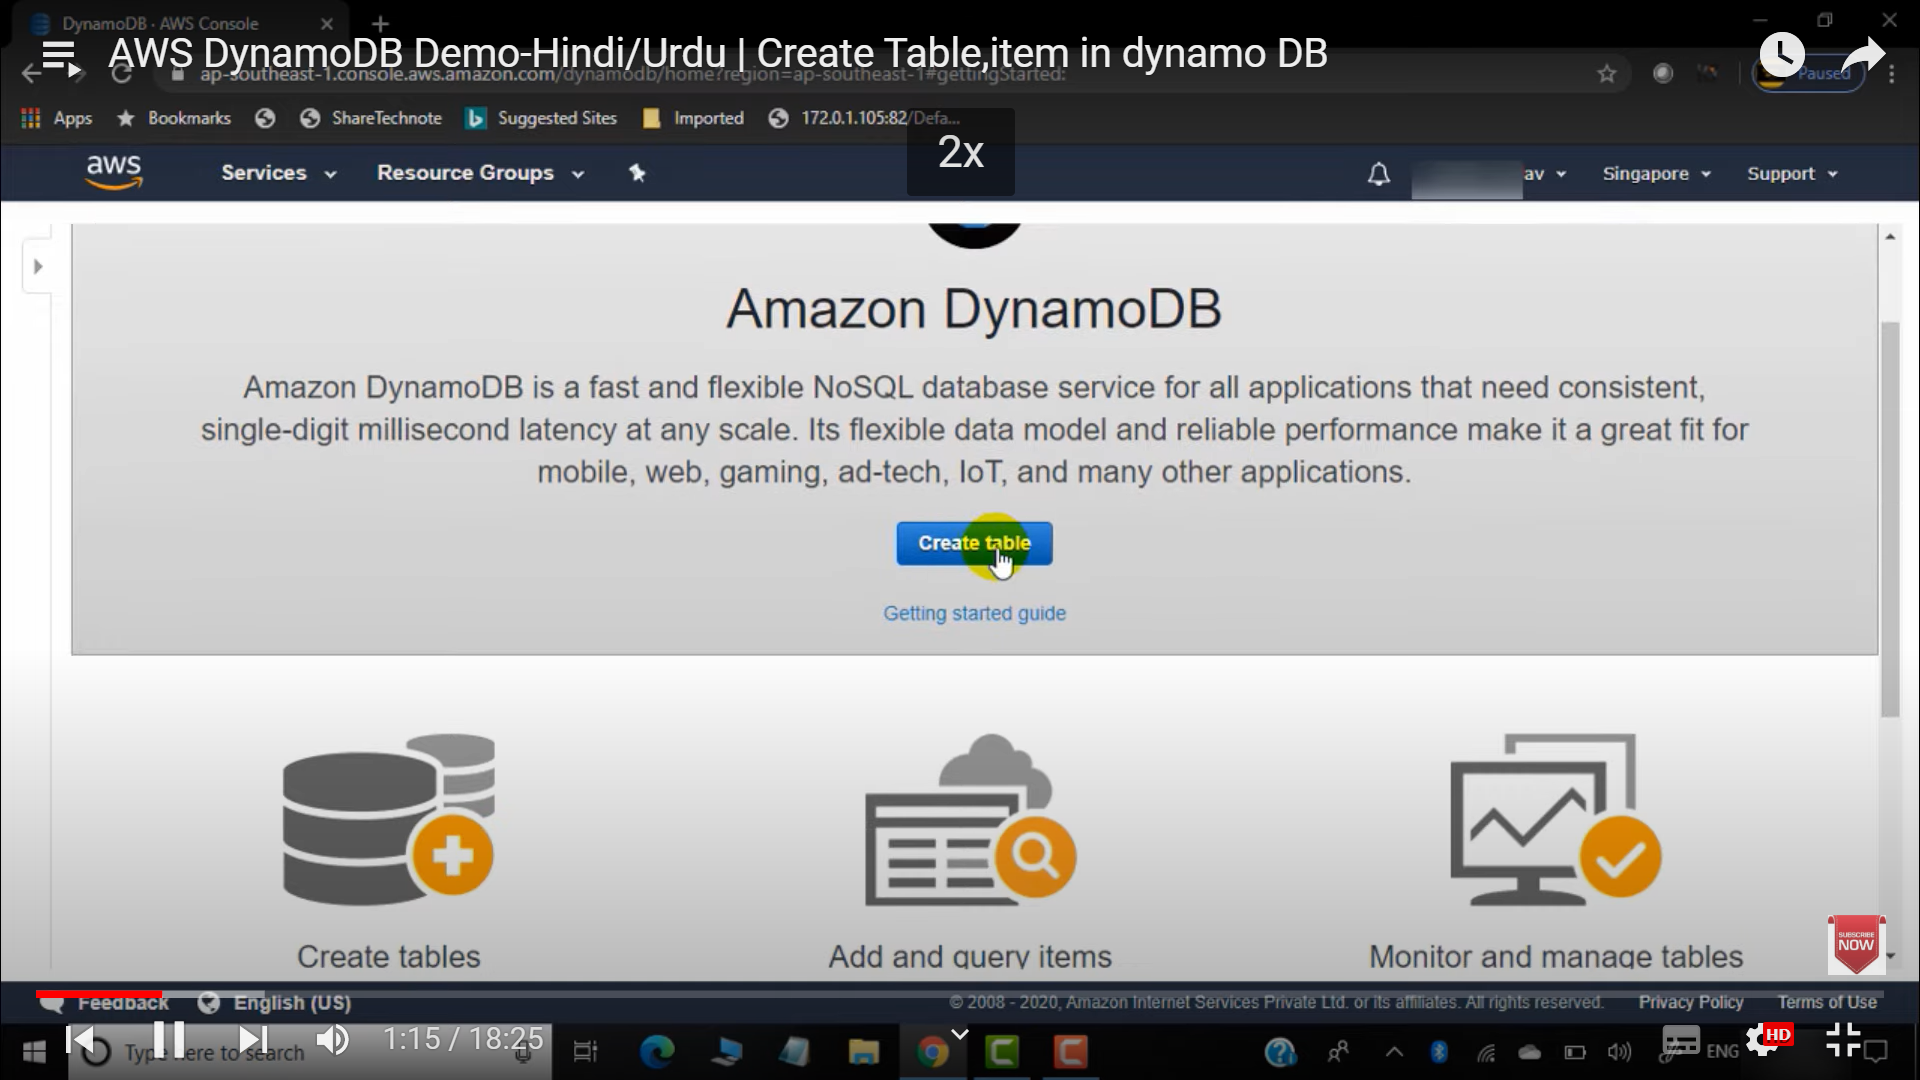 DynamoDB · AWS Console
AWS DynamoDB Demo-Hindi/Urdu | Create Table,item in dynamo DB
ap-southeast-1.console.aws.amazon.com/dynamodb/home?region=ap-southeast-1#gettingStarted:
Paused
Apps Bookmarks ShareTechnote Suggested Sites Imported 172.0.1.105:82/Defa...
2x
aws Services Resource Groups av Singapore Support
Amazon DynamoDB
Amazon DynamoDB is a fast and flexible NoSQL database service for all applications that need consistent,
single-digit millisecond latency at any scale. Its flexible data model and reliable performance make it a great fit for
mobile, web, gaming, ad-tech, IoT, and many other applications.
Create table
Getting started guide
Create tables Add and query items Monitor and manage tables
SUBSCRIBE
NOW
Feedback English (US) © 2008 - 2020, Amazon Internet Services Private Ltd. or its affiliates. All rights reserved. Privacy Policy Terms of Use
Type here to search 1:15 / 18:25 ENG HD